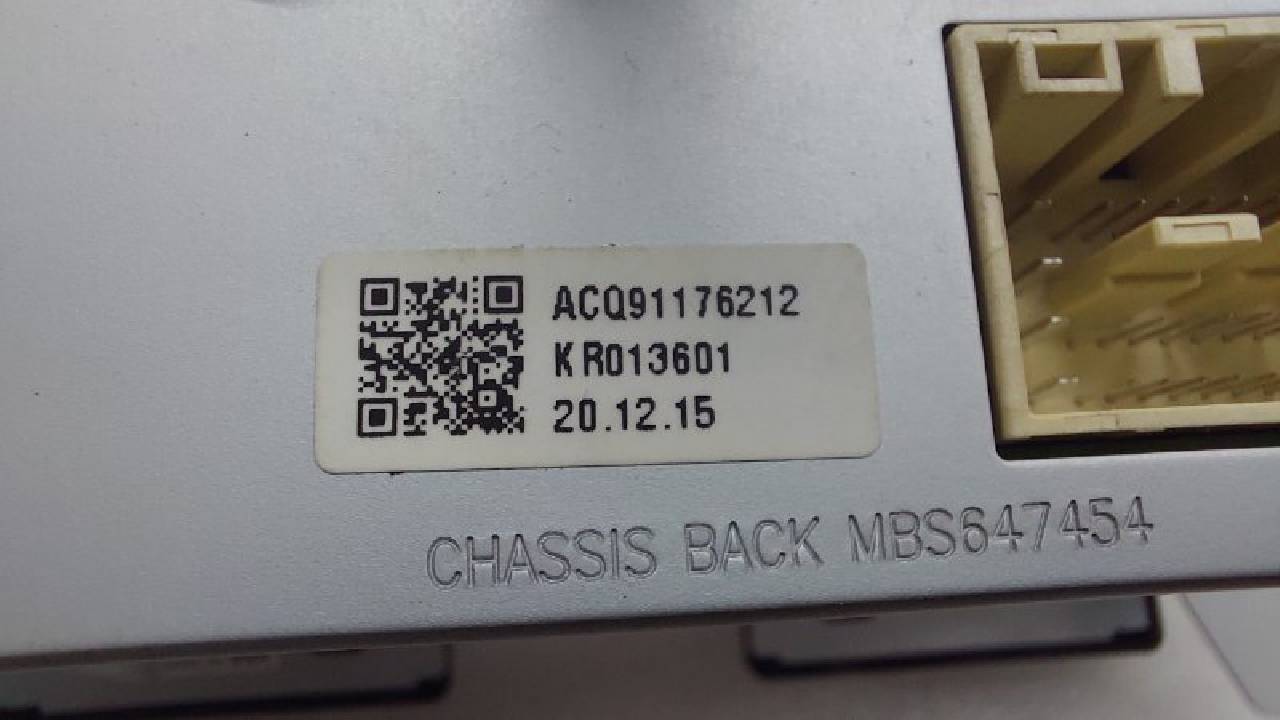 ACQ91176212
KR013601
20.12.15
CHASSIS BACK MBS647454